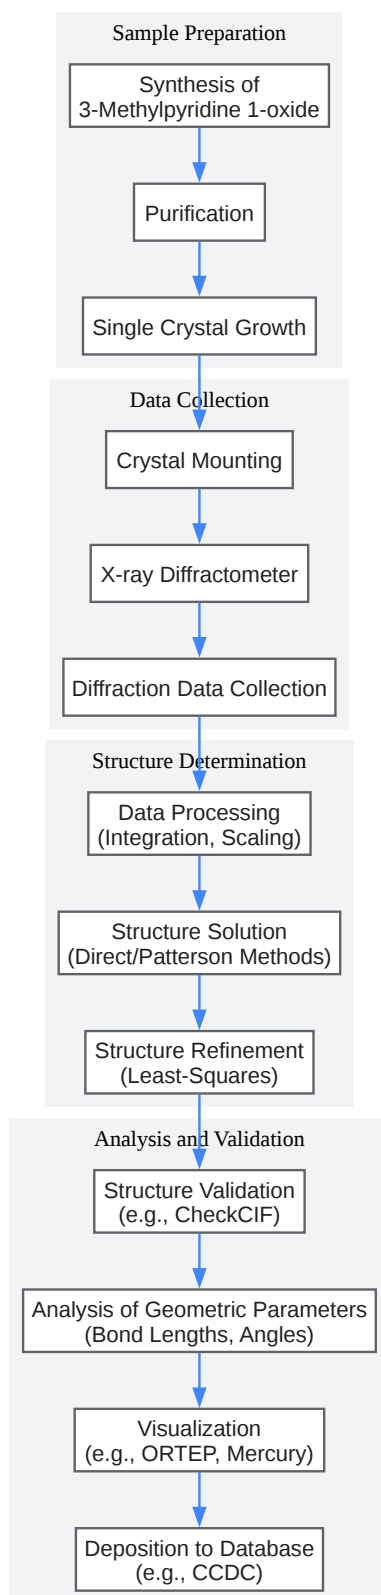 Sample Preparation
Synthesis of
3-Methylpyridine 1-oxide
Purification
Single Crystal Growth
Data Collection
Crystal Mounting
X-ray Diffractometer
Diffraction Data Collection
Structure Determination
Data Processing
(Integration, Scaling)
Structure Solution
(Direct/Patterson Methods)
Structure Refinement
(Least-Squares)
Analysis and Validation
Structure Validation
(e.g., CheckCIF)
Analysis of Geometric Parameters
(Bond Lengths, Angles)
Visualization
(e.g., ORTEP, Mercury)
Deposition to Database
(e.g., CCDC)